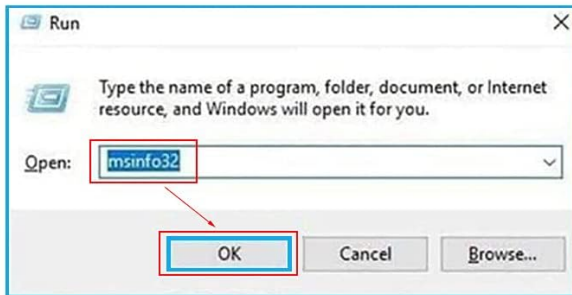 Run
Type the name of a program, folder, document, or Internet
resource, and Windows will open it for you.
Open: msinfo32
OK Cancel Browse...